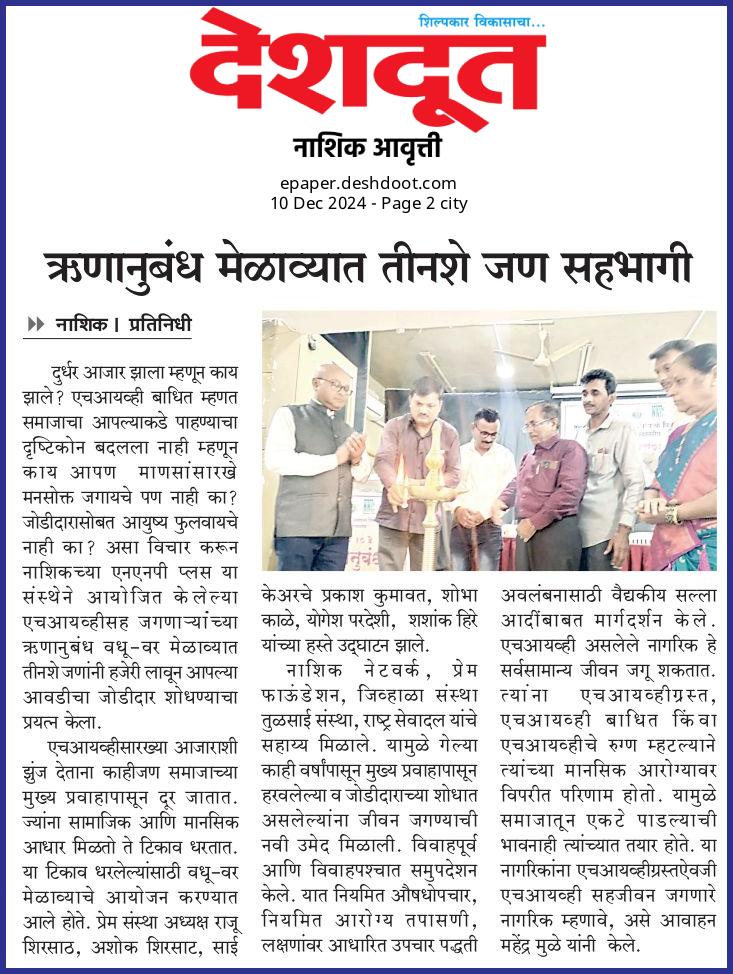 शिल्पकार विकासाचा...
देशदूत
नाशिक आवृत्ती
epaper.deshdoot.com
10 Dec 2024 - Page 2 city
ऋणानुबंध मेळाव्यात तीनशे जण सहभागी
नाशिक। प्रतिनिधी
दुर्धर आजार झाला म्हणून काय
झाले? एचआयव्ही बाधित म्हणत
समाजाचा आपल्याकडे पाहण्याचा
दृष्टिकोन बदलला नाही म्हणून
काय आपण माणसांसारखे
मनसोक्त जगायचे पण नाही का?
जोडीदारासोबत आयुष्य फुलवायचे
नाही का? असा विचार करून
नाशिकच्या एनएनपी प्लस या
संस्थेने आयोजित केलेल्या
एचआयव्हीसह जगणाऱ्यांच्या
ऋणानुबंध वधू-वर मेळाव्यात
तीनशे जणांनी हजेरी लावून आपल्या
आवडीचा जोडीदार शोधण्याचा
प्रयत्न केला.
एचआयव्हीसारख्या आजाराशी
झुंज देताना काहीजण समाजाच्या
मुख्य प्रवाहापासून दूर जातात.
ज्यांना सामाजिक आणि मानसिक
आधार मिळतो ते टिकाव धरतात.
या टिकाव धरलेल्यांसाठी वधू-वर
मेळाव्याचे आयोजन करण्यात
आले होते. प्रेम संस्था अध्यक्ष राजू
शिरसाठ, अशोक शिरसाट, साई
केअरचे प्रकाश कुमावत, शोभा
काळे, योगेश परदेशी, शशांक हिरे
यांच्या हस्ते उद्घाटन झाले.
नाशिक नेटवर्क, प्रेम
फाऊंडेशन, जिव्हाळा संस्था
तुळसाई संस्था, राष्ट्र सेवादल यांचे
सहाय्य मिळाले. यामुळे गेल्या
काही वर्षांपासून मुख्य प्रवाहापासून
हरवलेल्या व जोडीदाराच्या शोधात
असलेल्यांना जीवन जगण्याची
नवी उमेद मिळाली. विवाहपूर्व
आणि विवाहपश्चात समुपदेशन
केले. यात नियमित औषधोपचार,
नियमित आरोग्य तपासणी,
लक्षणांवर आधारित उपचार पद्धती
अवलंबनासाठी वैद्यकीय सल्ला
आदींबाबत मार्गदर्शन केले.
एचआयव्ही असलेले नागरिक हे
सर्वसामान्य जीवन जगू शकतात.
त्यांना एचआयव्हीग्रस्त,
एचआयव्ही बाधित किंवा
एचआयव्हीचे रुग्ण म्हटल्याने
त्यांच्या मानसिक आरोग्यावर
विपरीत परिणाम होतो. यामुळे
समाजातून एकटे पाडल्याची
भावनाही त्यांच्यात तयार होते. या
नागरिकांना एचआयव्हीग्रस्तऐवजी
एचआयव्ही सहजीवन जगणारे
नागरिक म्हणावे, असे आवाहन
महेंद्र मुळे यांनी केले.